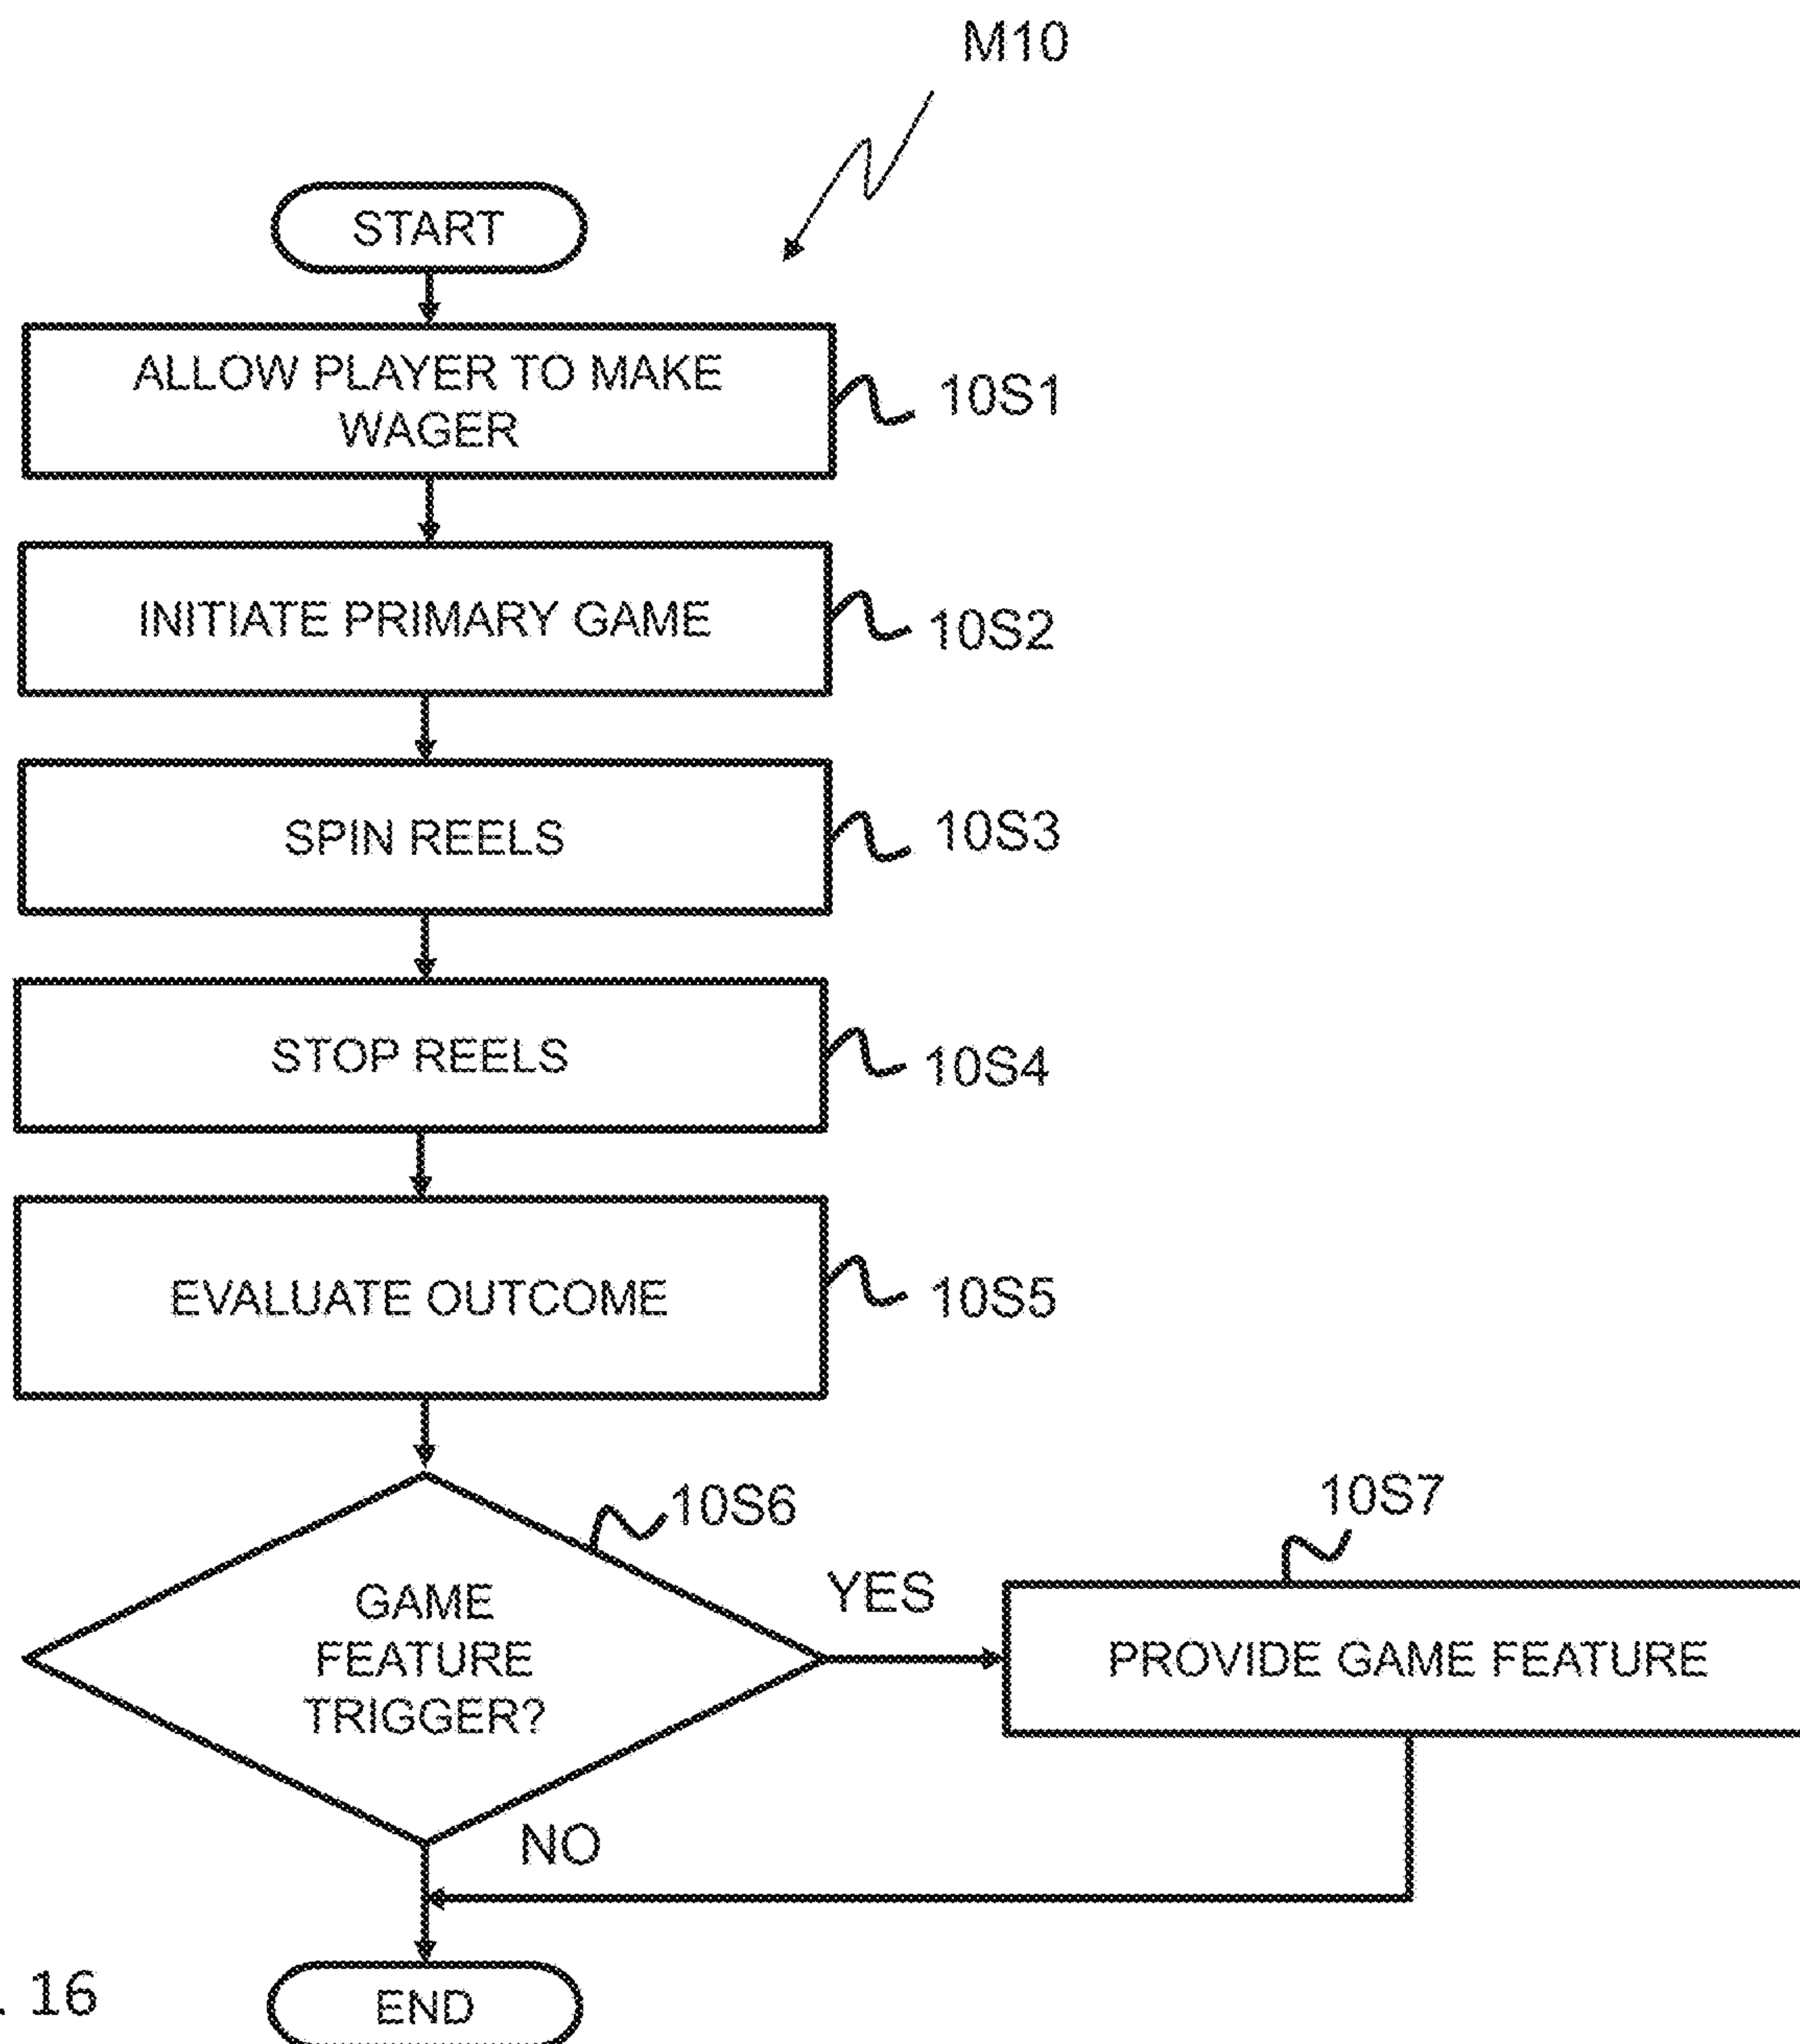 M10
START
ALLOW PLAYER TO MAKE
WAGER
10S1
INITIATE PRIMARY GAME
10S2
SPIN REELS
10S3
STOP REELS
10S4
EVALUATE OUTCOME
10S5
10S6
GAME
FEATURE
TRIGGER?
YES
10S7
PROVIDE GAME FEATURE
NO
. 16
END